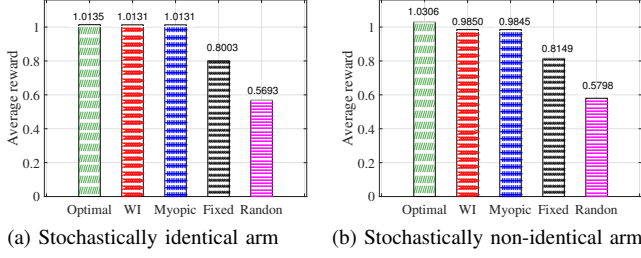 1.0135 1.0131 1.0131
0.8003
0.5693
1
0.8
0.6
0.4
0.2
0
Average reward
Optimal WI Myopic Fixed Randon
(a) Stochastically identical arm
1.0306
0.9850 0.9845
0.8149
0.5798
1
0.8
0.6
0.4
0.2
0
Average reward
Optimal WI Myopic Fixed Randon
(b) Stochastically non-identical arm